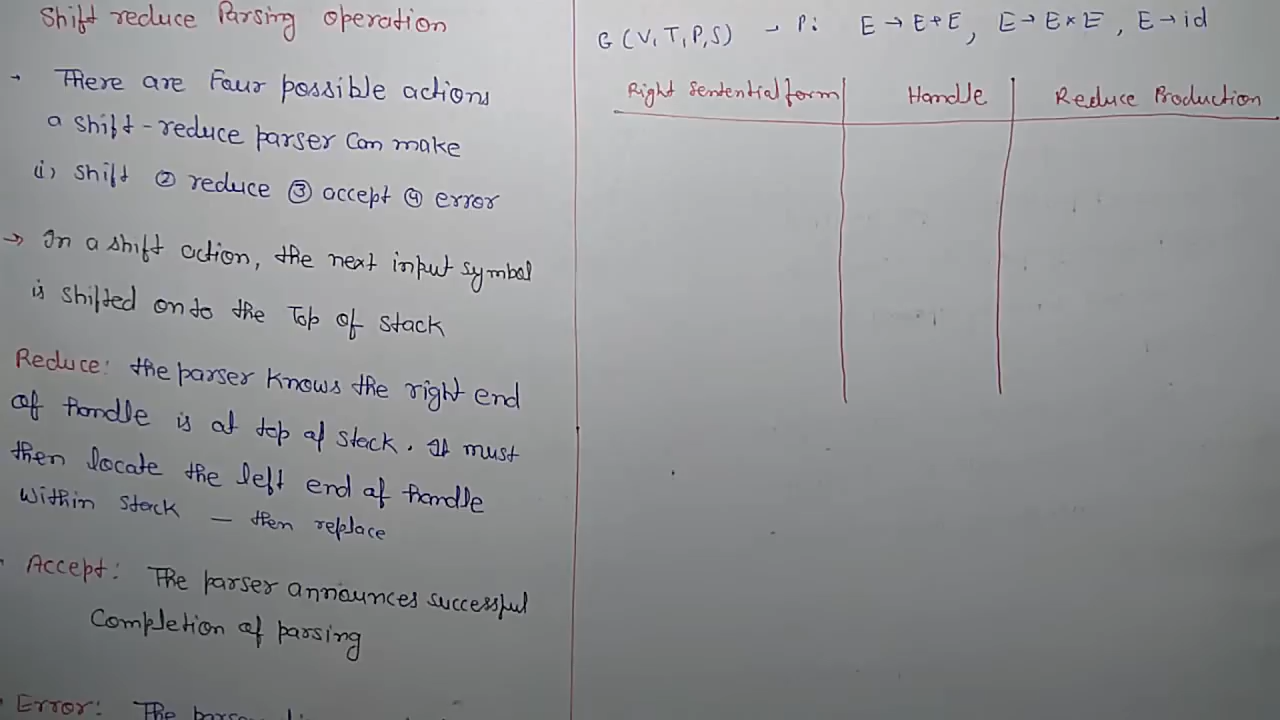 Shift reduce Parsing operation
There are Four possible actions
a shift-reduce parser can make
(i) shift ② reduce ③ accept ④ error
→ In a shift action, the next input symbol
is shifted onto the Top of stack
Reduce: the parser knows the right end
of handle is at top of stack. It must
then locate the left end of handle
within stack — then replace
Accept: The parser announces successful
Completion of parsing
Error: The
G(V,T,P,S) → P: E → E+E, E → E×E, E → id
Right Sentential form Handle Reduce Production